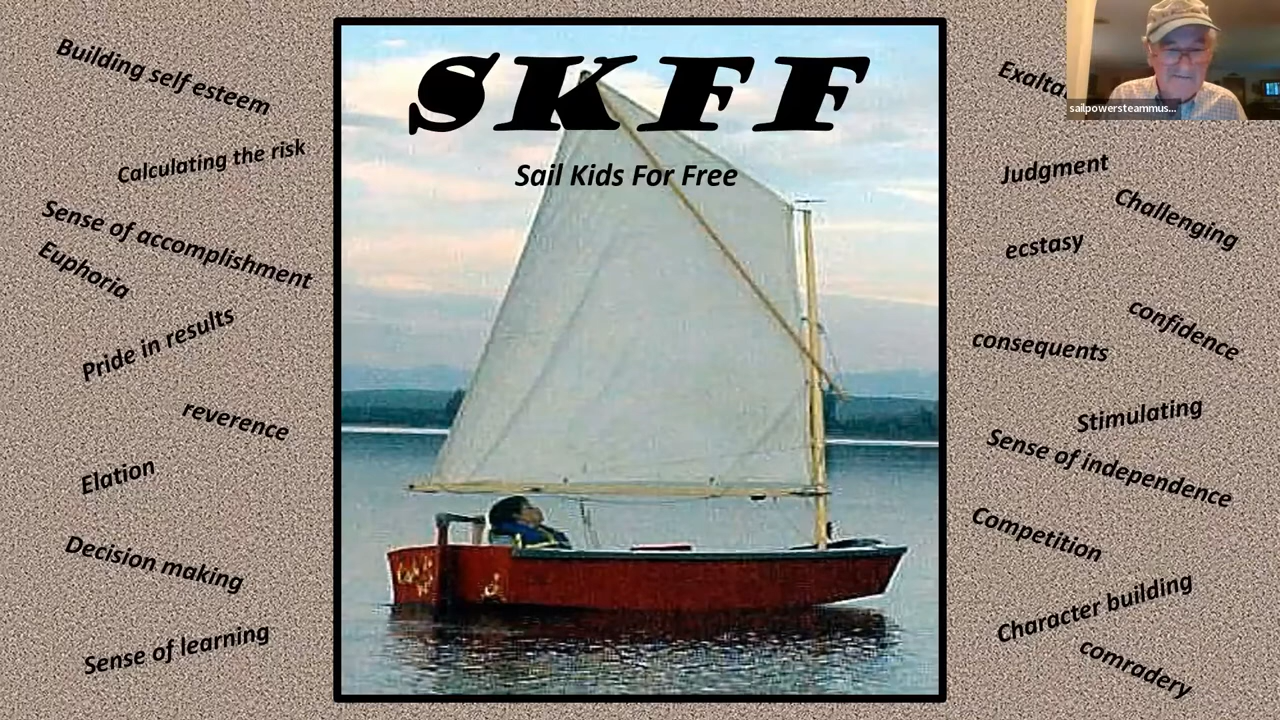 SKFF
Sail Kids For Free
Building self esteem
Calculating the risk
Sense of accomplishment
Euphoria
Pride in results
reverence
Elation
Decision making
Sense of learning
sailpowersteammus...
Judgment
Challenging
ecstasy
confidence
consequents
Stimulating
Sense of independence
Competition
Character building
comradery